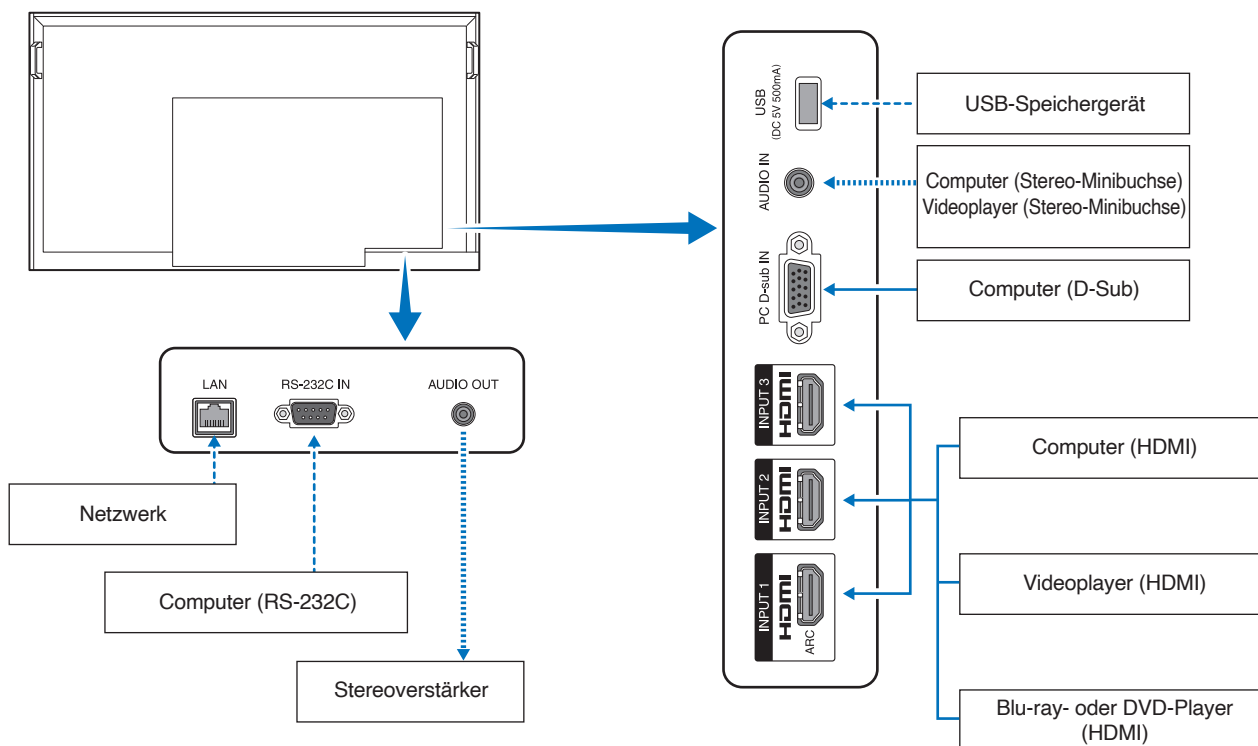 USB
(DC 5V 500mA)
USB-Speichergerät
AUDIO IN
Computer (Stereo-Minibuchse)
Videoplayer (Stereo-Minibuchse)
PC D-sub IN
Computer (D-Sub)
INPUT 3
HDMI
INPUT 2
HDMI
INPUT 1
HDMI
ARC
Computer (HDMI)
Videoplayer (HDMI)
Blu-ray- oder DVD-Player
(HDMI)
LAN
RS-232C IN
AUDIO OUT
Netzwerk
Computer (RS-232C)
Stereoverstärker